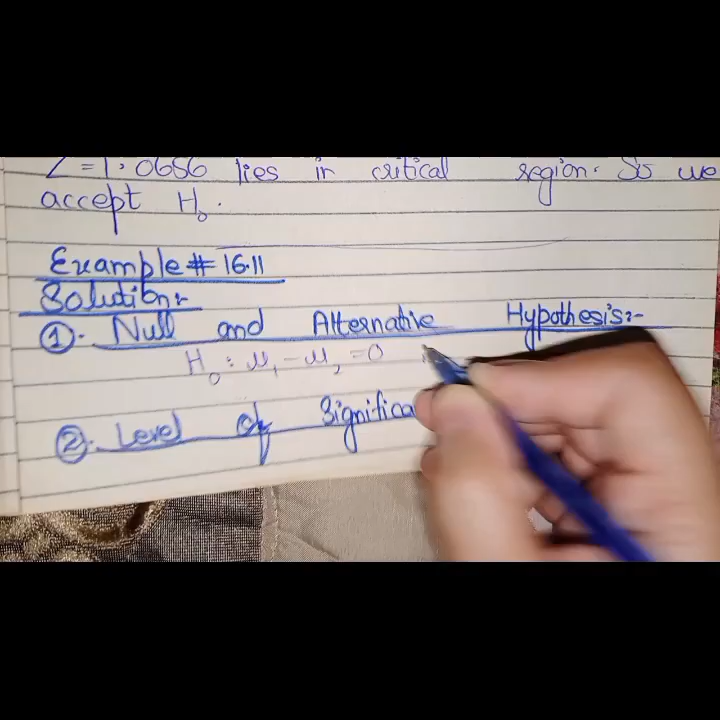 Z = 1.0656 lies in critical region. So we
accept H₀.
Example # 16.11
Solution:-
①. Null and Alternative Hypothesis:-
H₀ : μ₁ - μ₂ = 0
②. Level of Significa